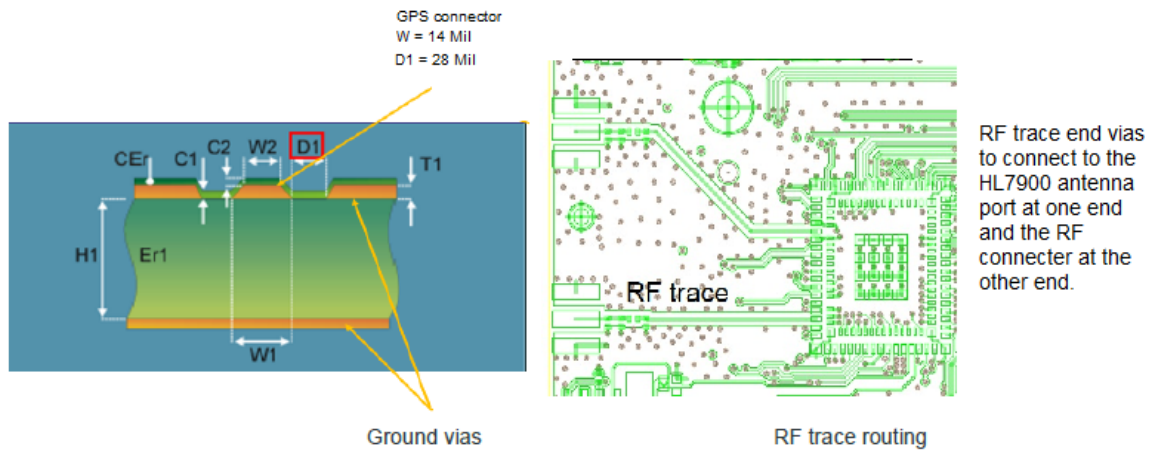 GPS connector
W = 14 Mil
D1 = 28 Mil
CEr C1 C2 W2 D1 T1
H1 Er1
W1
Ground vias
RF trace
RF trace routing
RF trace end vias
to connect to the
HL7900 antenna
port at one end
and the RF
connecter at the
other end.